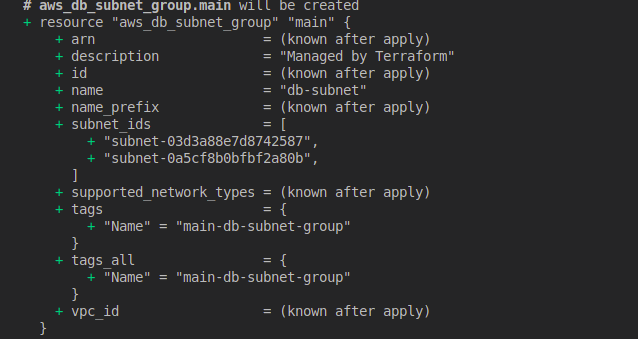 # aws_db_subnet_group.main will be created
+ resource "aws_db_subnet_group" "main" {
+ arn = (known after apply)
+ description = "Managed by Terraform"
+ id = (known after apply)
+ name = "db-subnet"
+ name_prefix = (known after apply)
+ subnet_ids = [
+ "subnet-03d3a88e7d8742587",
+ "subnet-0a5cf8b0bfbf2a80b",
]
+ supported_network_types = (known after apply)
+ tags = {
+ "Name" = "main-db-subnet-group"
}
+ tags_all = {
+ "Name" = "main-db-subnet-group"
}
+ vpc_id = (known after apply)
}